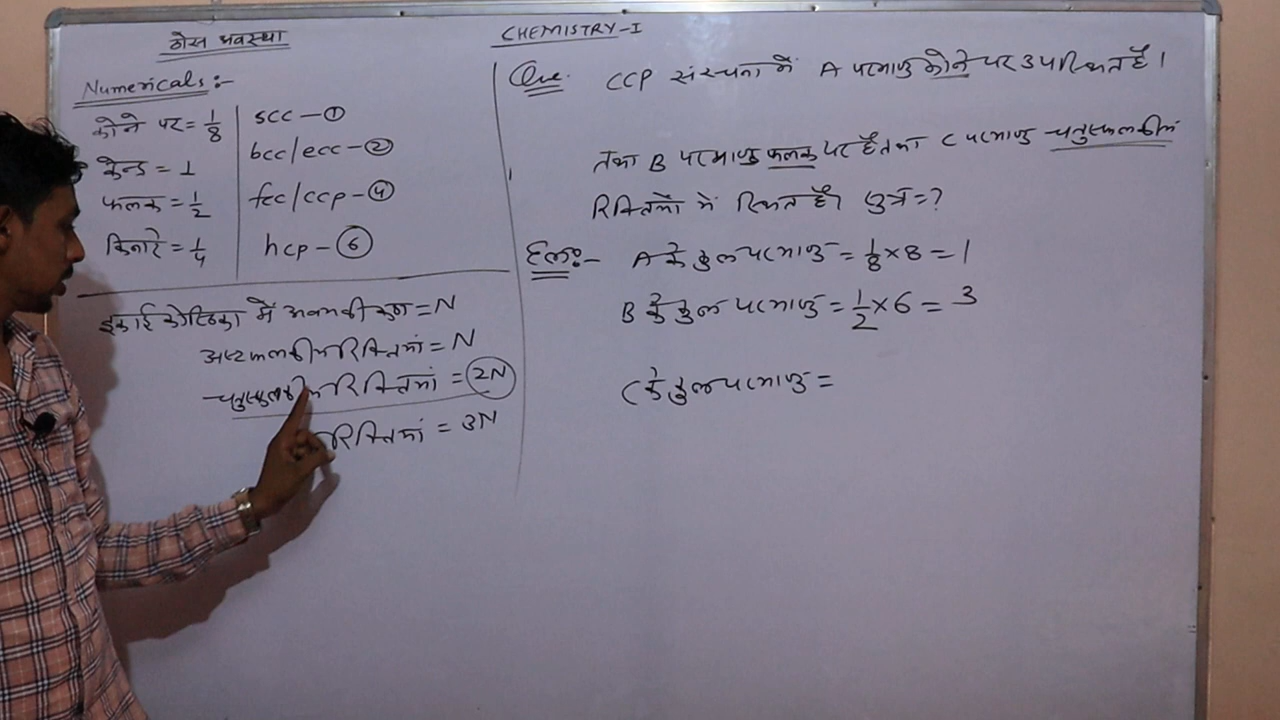 ठोस अवस्था
CHEMISTRY-I
Numericals:-
कोने पर = 1/8
केन्द्र = 1
फलक = 1/2
किनारे = 1/4
scc - ①
bcc/ecc - ②
fcc/ccp - ④
hcp - ⑥
इकाई कोष्ठिका में अवयवी कण = N
अष्टफलकीय रिक्तियां = N
चतुष्फलकीय रिक्तियां = 2N
रिक्तियां = 3N
Que. CCP संरचना में A परमाणु कोने पर उपस्थित है।
तथा B परमाणु फलक पर है तथा C परमाणु चतुष्फलकीय
रिक्तियों में स्थित है। सुत्र = ?
हल:- A के कुल परमाणु = 1/8 × 8 = 1
B के कुल परमाणु = 1/2 × 6 = 3
C के कुल परमाणु =